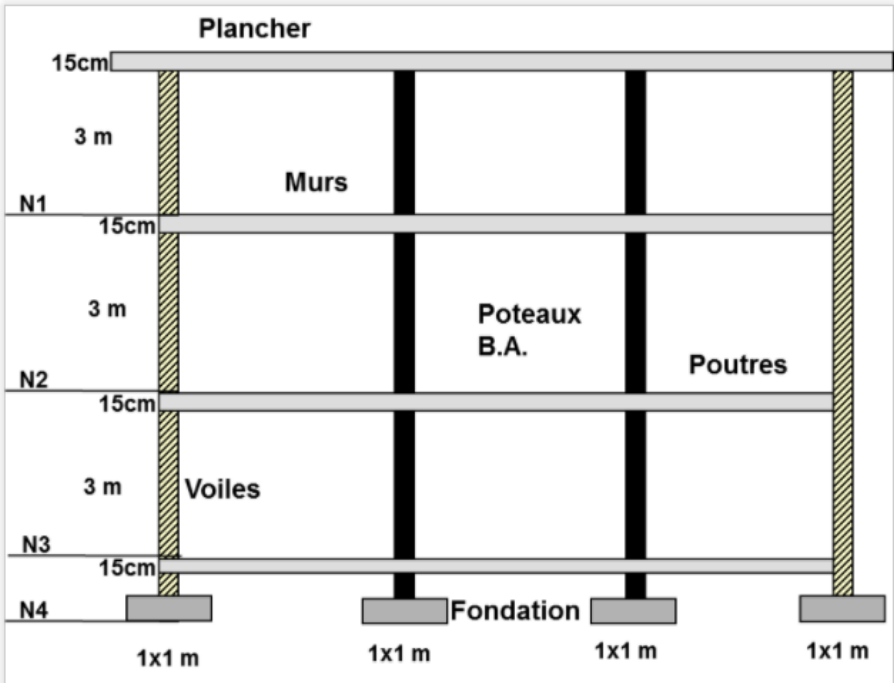 Plancher
15cm
3 m
Murs
N1
15cm
3 m
Poteaux
B.A.
Poutres
N2
15cm
3 m
Voiles
N3
15cm
N4
Fondation
1x1 m
1x1 m
1x1 m
1x1 m